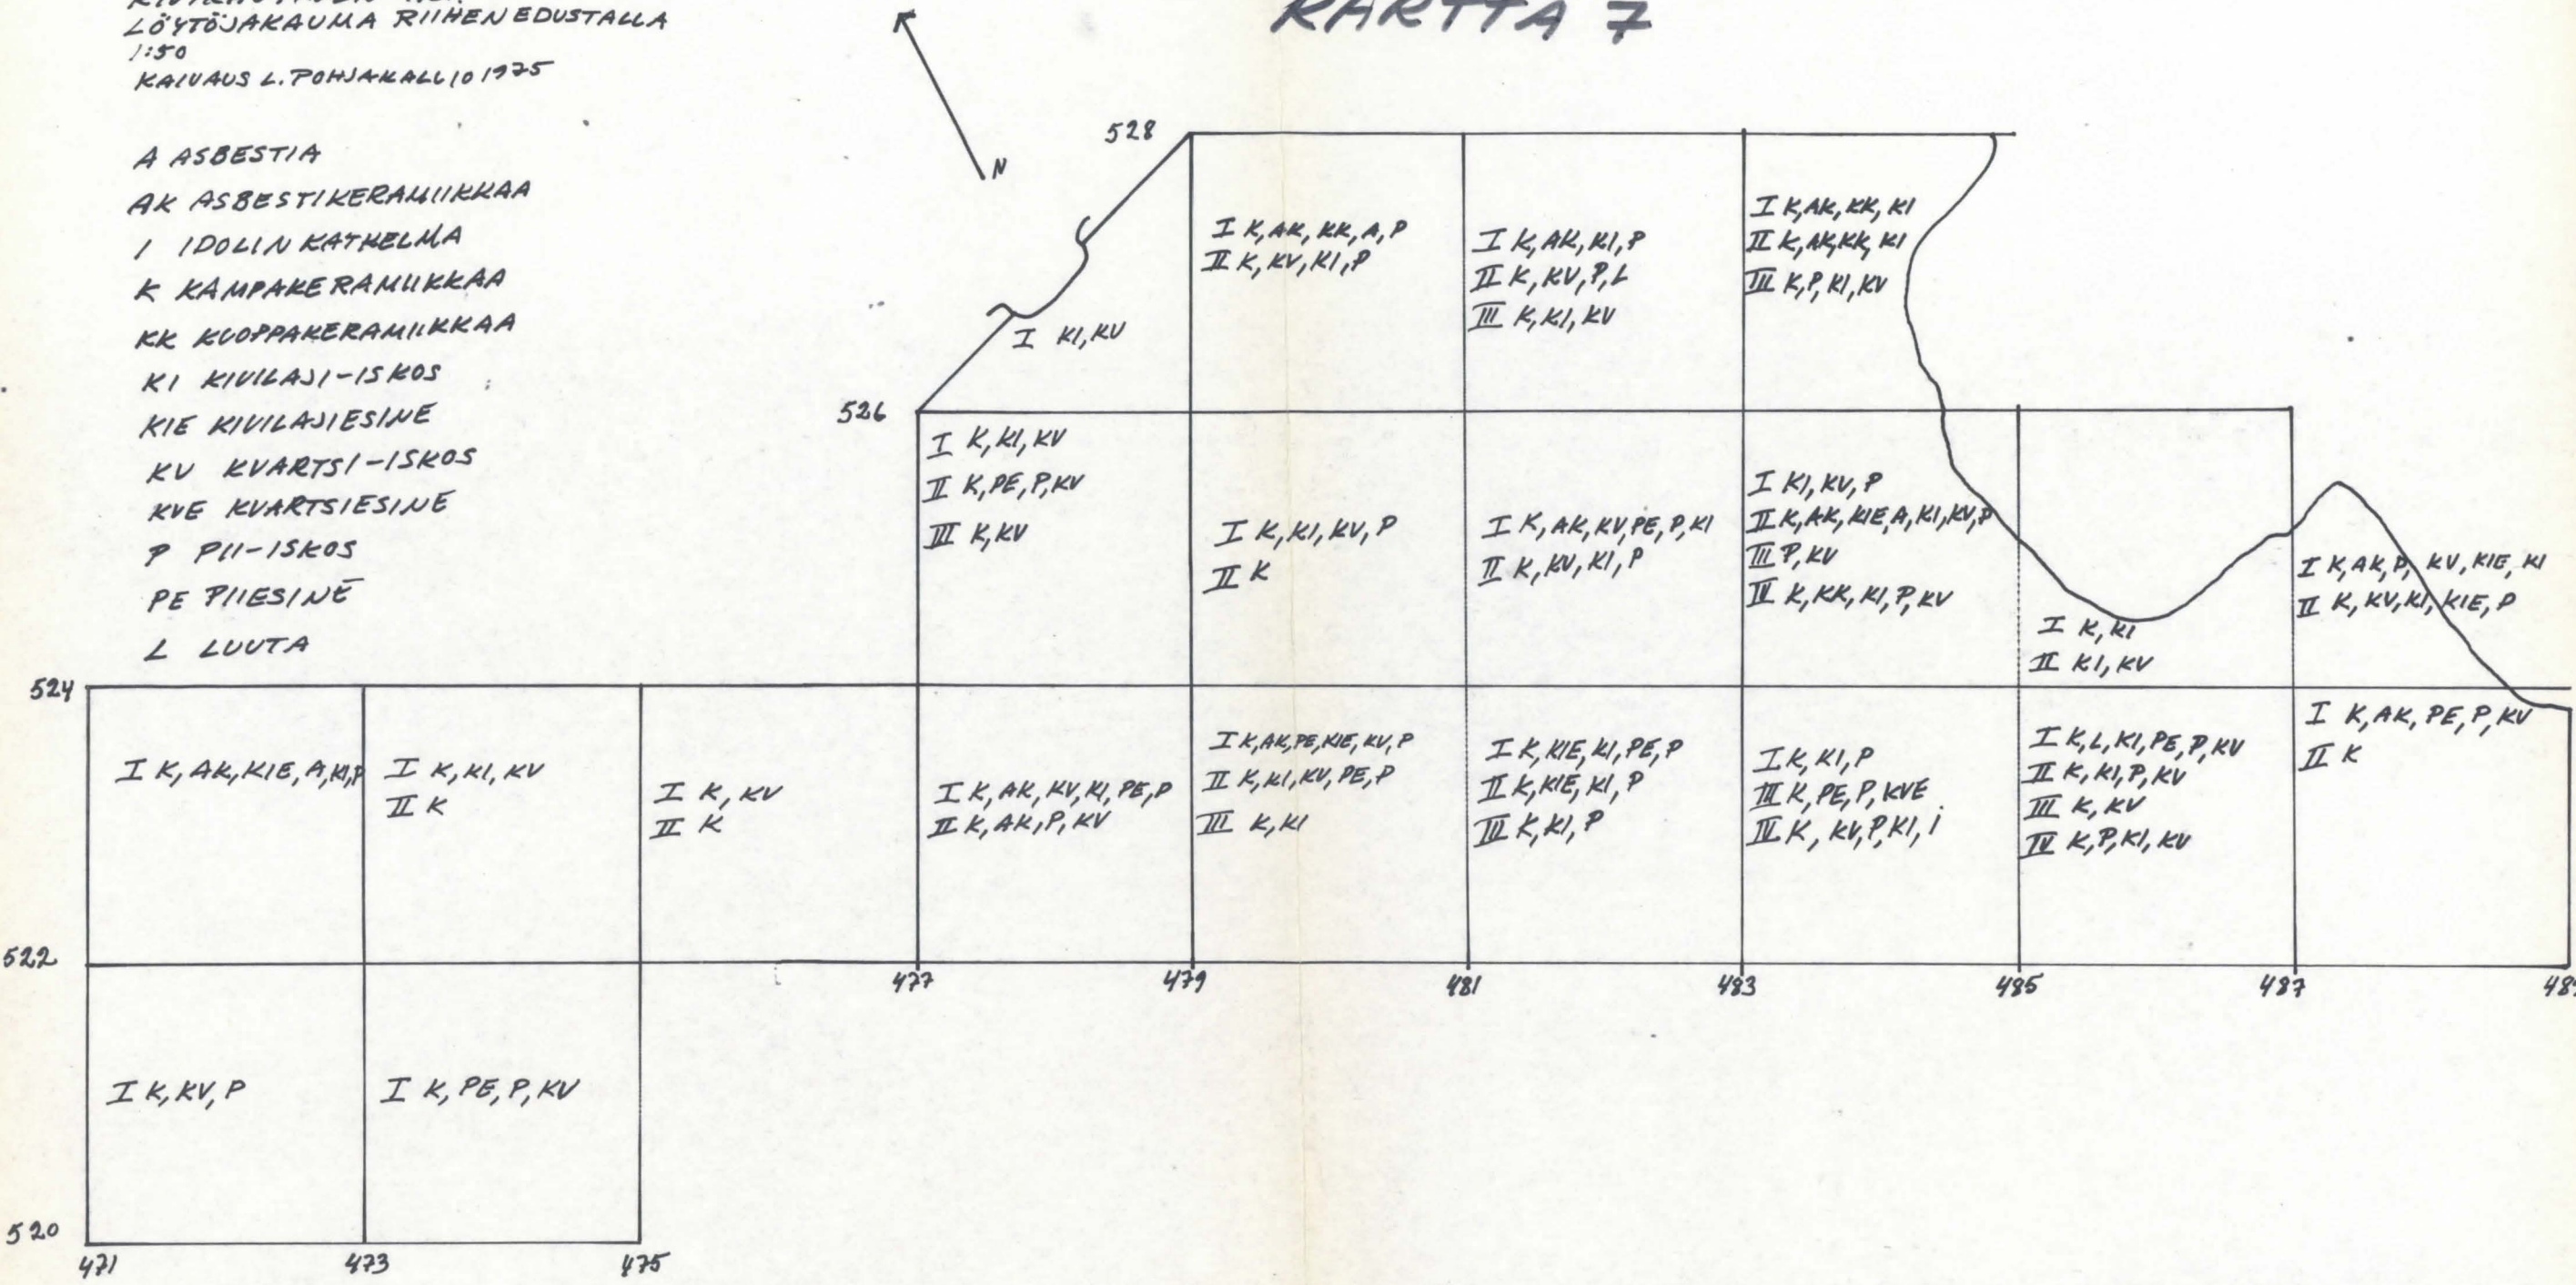 LÖYTÖJAKAUMA RIIHEN EDUSTALLA
1:50
KAIVAUS L. POHJAKALLIO 1975
KARTTA 7
N
A ASBESTIA
AK ASBESTIKERAMIIKKAA
I IDOLIN KATKELMA
K KAMPAKERAMIIKKAA
KK KUOPPAKERAMIIKKAA
KI KIVILAJI-ISKOS
KIE KIVILAJIESINE
KV KVARTSI-ISKOS
KVE KVARTSIESINE
P PII-ISKOS
PE PIIESINE
L LUUTA
528
I KI, KV
I K, AK, KK, A, P
II K, KV, KI, P
I K, AK, KI, P
II K, KV, P, L
III K, KI, KV
I K, AK, KK, KI
II K, AK, KK, KI
III K, P, KI, KV
526
I K, KI, KV
II K, PE, P, KV
III K, KV
I K, KI, KV, P
II K
I K, AK, KV, PE, P, KI
II K, KV, KI, P
I KI, KV, P
II K, AK, KIE, A, KI, KV, P
III P, KV
IV K, KK, KI, P, KV
I K, KI
II KI, KV
I K, AK, P, KV, KIE, KI
II K, KV, KI, KIE, P
524
I K, AK, KIE, A, KI, P
I K, KI, KV
II K
I K, KV
II K
I K, AK, KV, KI, PE, P
II K, AK, P, KV
I K, AK, PE, KIE, KV, P
II K, KI, KV, PE, P
III K, KI
I K, KIE, KI, PE, P
II K, KIE, KI, P
III K, KI, P
I K, KI, P
III K, PE, P, KVE
IV K, KV, P, KI, I
I K, L, KI, PE, P, KV
II K, KI, P, KV
III K, KV
IV K, P, KI, KV
I K, AK, PE, P, KV
II K
522
477 479 481 483 485 487
I K, KV, P
I K, PE, P, KV
520
471 473 475